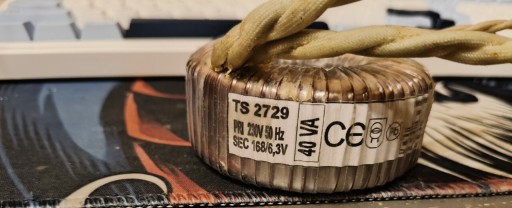 TS 2729
PRI 230V 50 Hz
SEC 168/6,3V
40 VA
CE